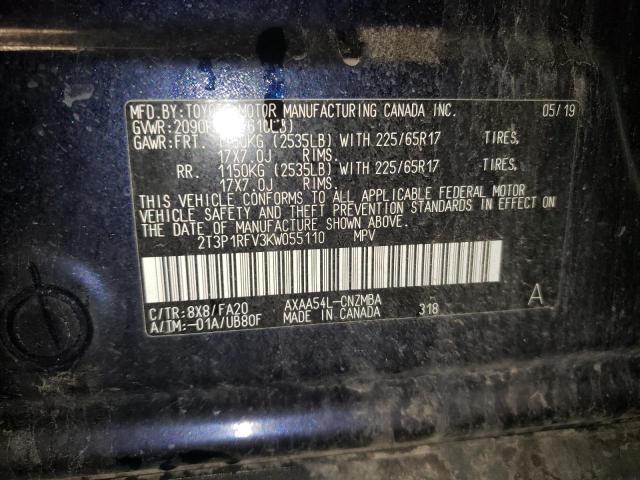 MFD.BY:TOYOTA MOTOR MANUFACTURING CANADA INC. 05/19
GVWR:2090KG
GAWR:FRT. 1150KG (2535LB) WITH 225/65R17 TIRES,
17X7.0J RIMS.
RR. 1150KG (2535LB) WITH 225/65R17 TIRES,
17X7.0J RIMS.
THIS VEHICLE CONFORMS TO ALL APPLICABLE FEDERAL MOTOR
VEHICLE SAFETY AND THEFT PREVENTION STANDARDS IN EFFECT ON
THE DATE OF MANUFACTURE SHOWN ABOVE.
2T3P1RFV3KW055110 MPV
C/TR:8X8/FA20 AXAA54L-CNZMBA A
A/TM:-01A/UB80F MADE IN CANADA 318